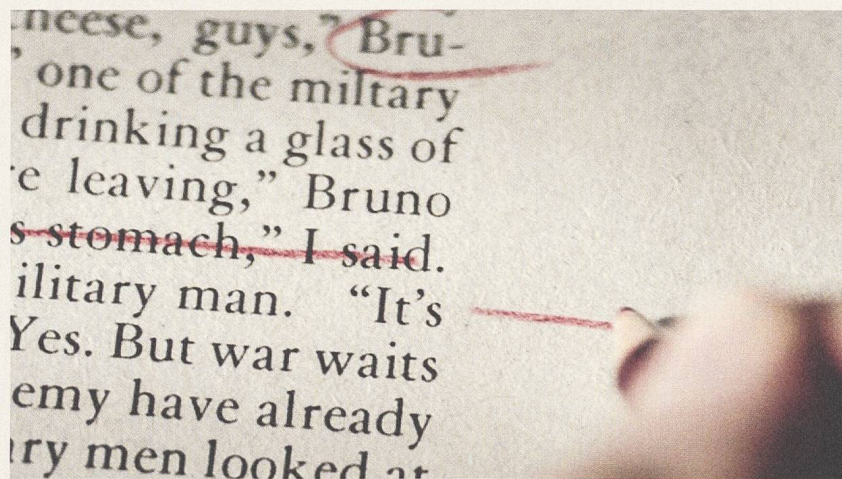 cheese, guys,” Bru-
” one of the miltary
drinking a glass of
e leaving,” Bruno
s stomach,” I said.
ilitary man. “It’s
Yes. But war waits
emy have already
ary men looked at